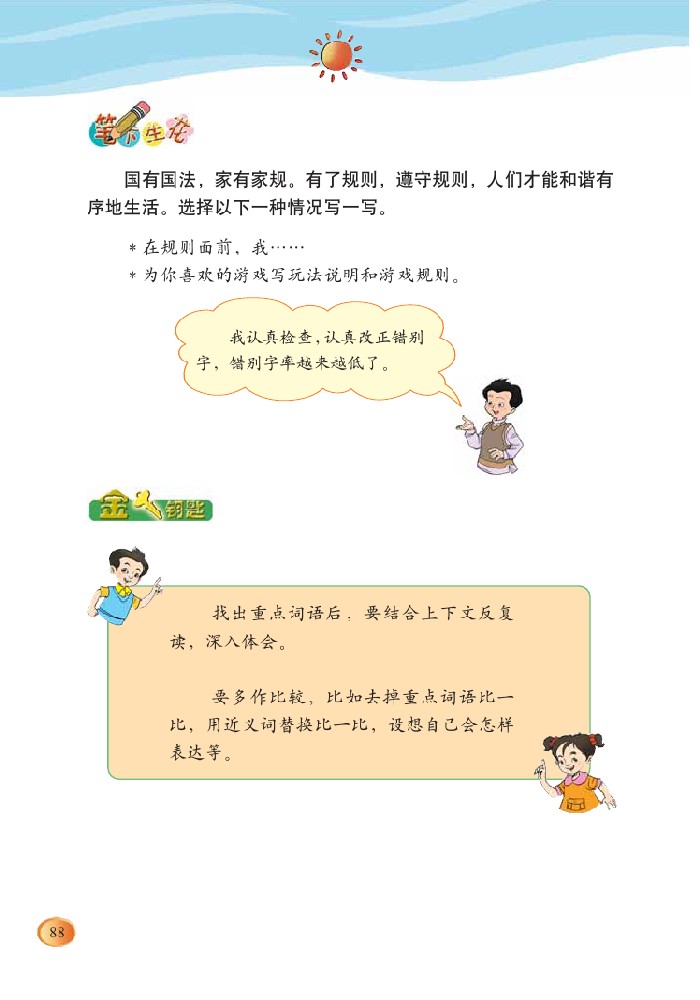 笔下生花
国有国法，家有家规。有了规则，遵守规则，人们才能和谐有
序地生活。选择以下一种情况写一写。
*在规则面前，我……
*为你喜欢的游戏写玩法说明和游戏规则。
我认真检查，认真改正错别
字，错别字率越来越低了。
金钥匙
找出重点词语后，要结合上下文反复
读，深入体会。
要多作比较，比如去掉重点词语比一
比，用近义词替换比一比，设想自己会怎样
表达等。
88